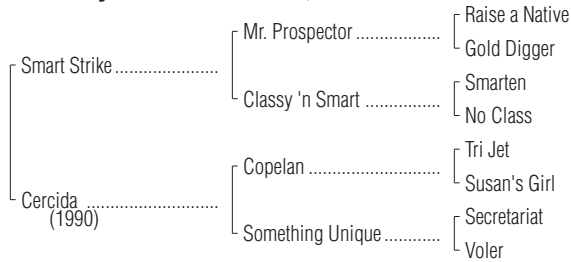 Raise a Native
Mr. Prospector ..................
Gold Digger
Smart Strike ......................
Smarten
Classy 'n Smart ................
No Class
Tri Jet
Copelan ............................
Susan's Girl
Cercida ............................
(1990)
Secretariat
Something Unique ............
Voler